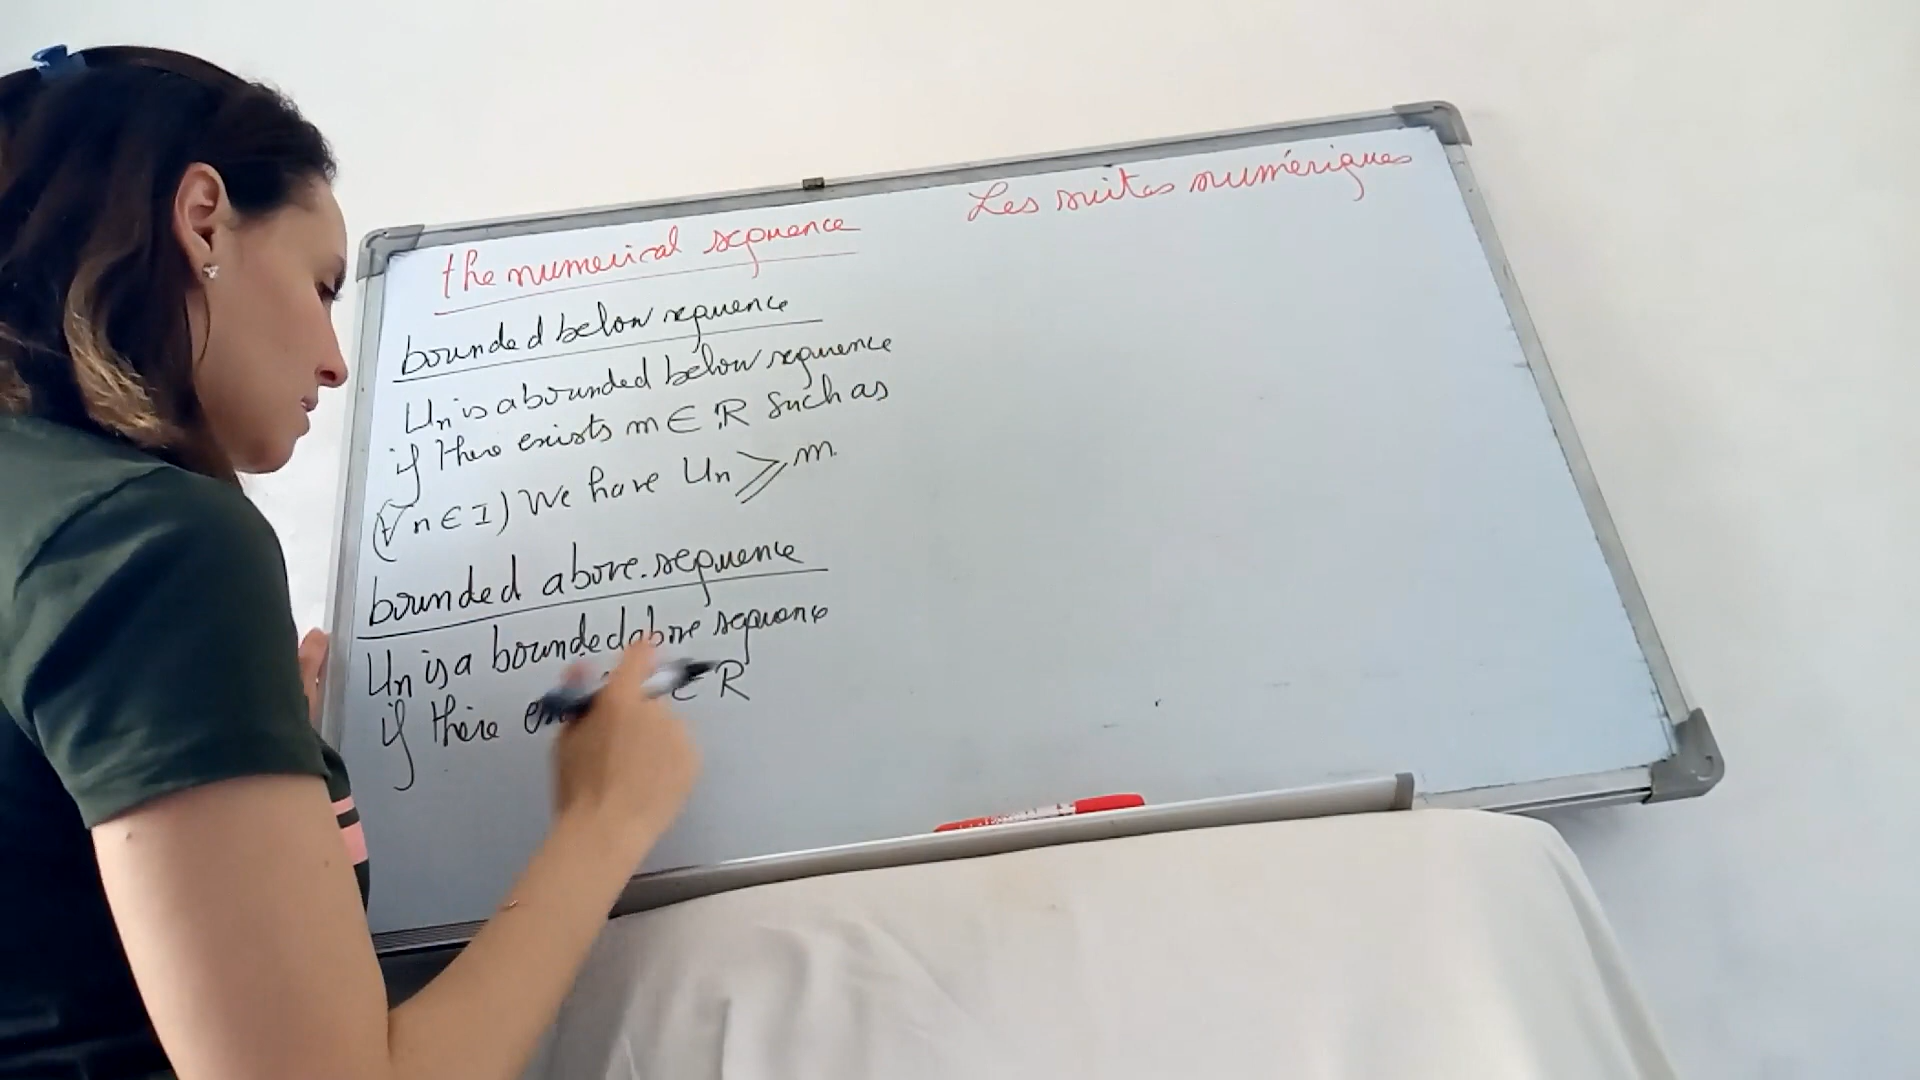 the numerical sequence
Les suites numériques
bounded below sequence
Un is a bounded below sequence
if there exists m ∈ R such as
(∀ n ∈ I) We have Un ⩾ m.
bounded above sequence
Un is a bounded above sequence
if there ∈ R